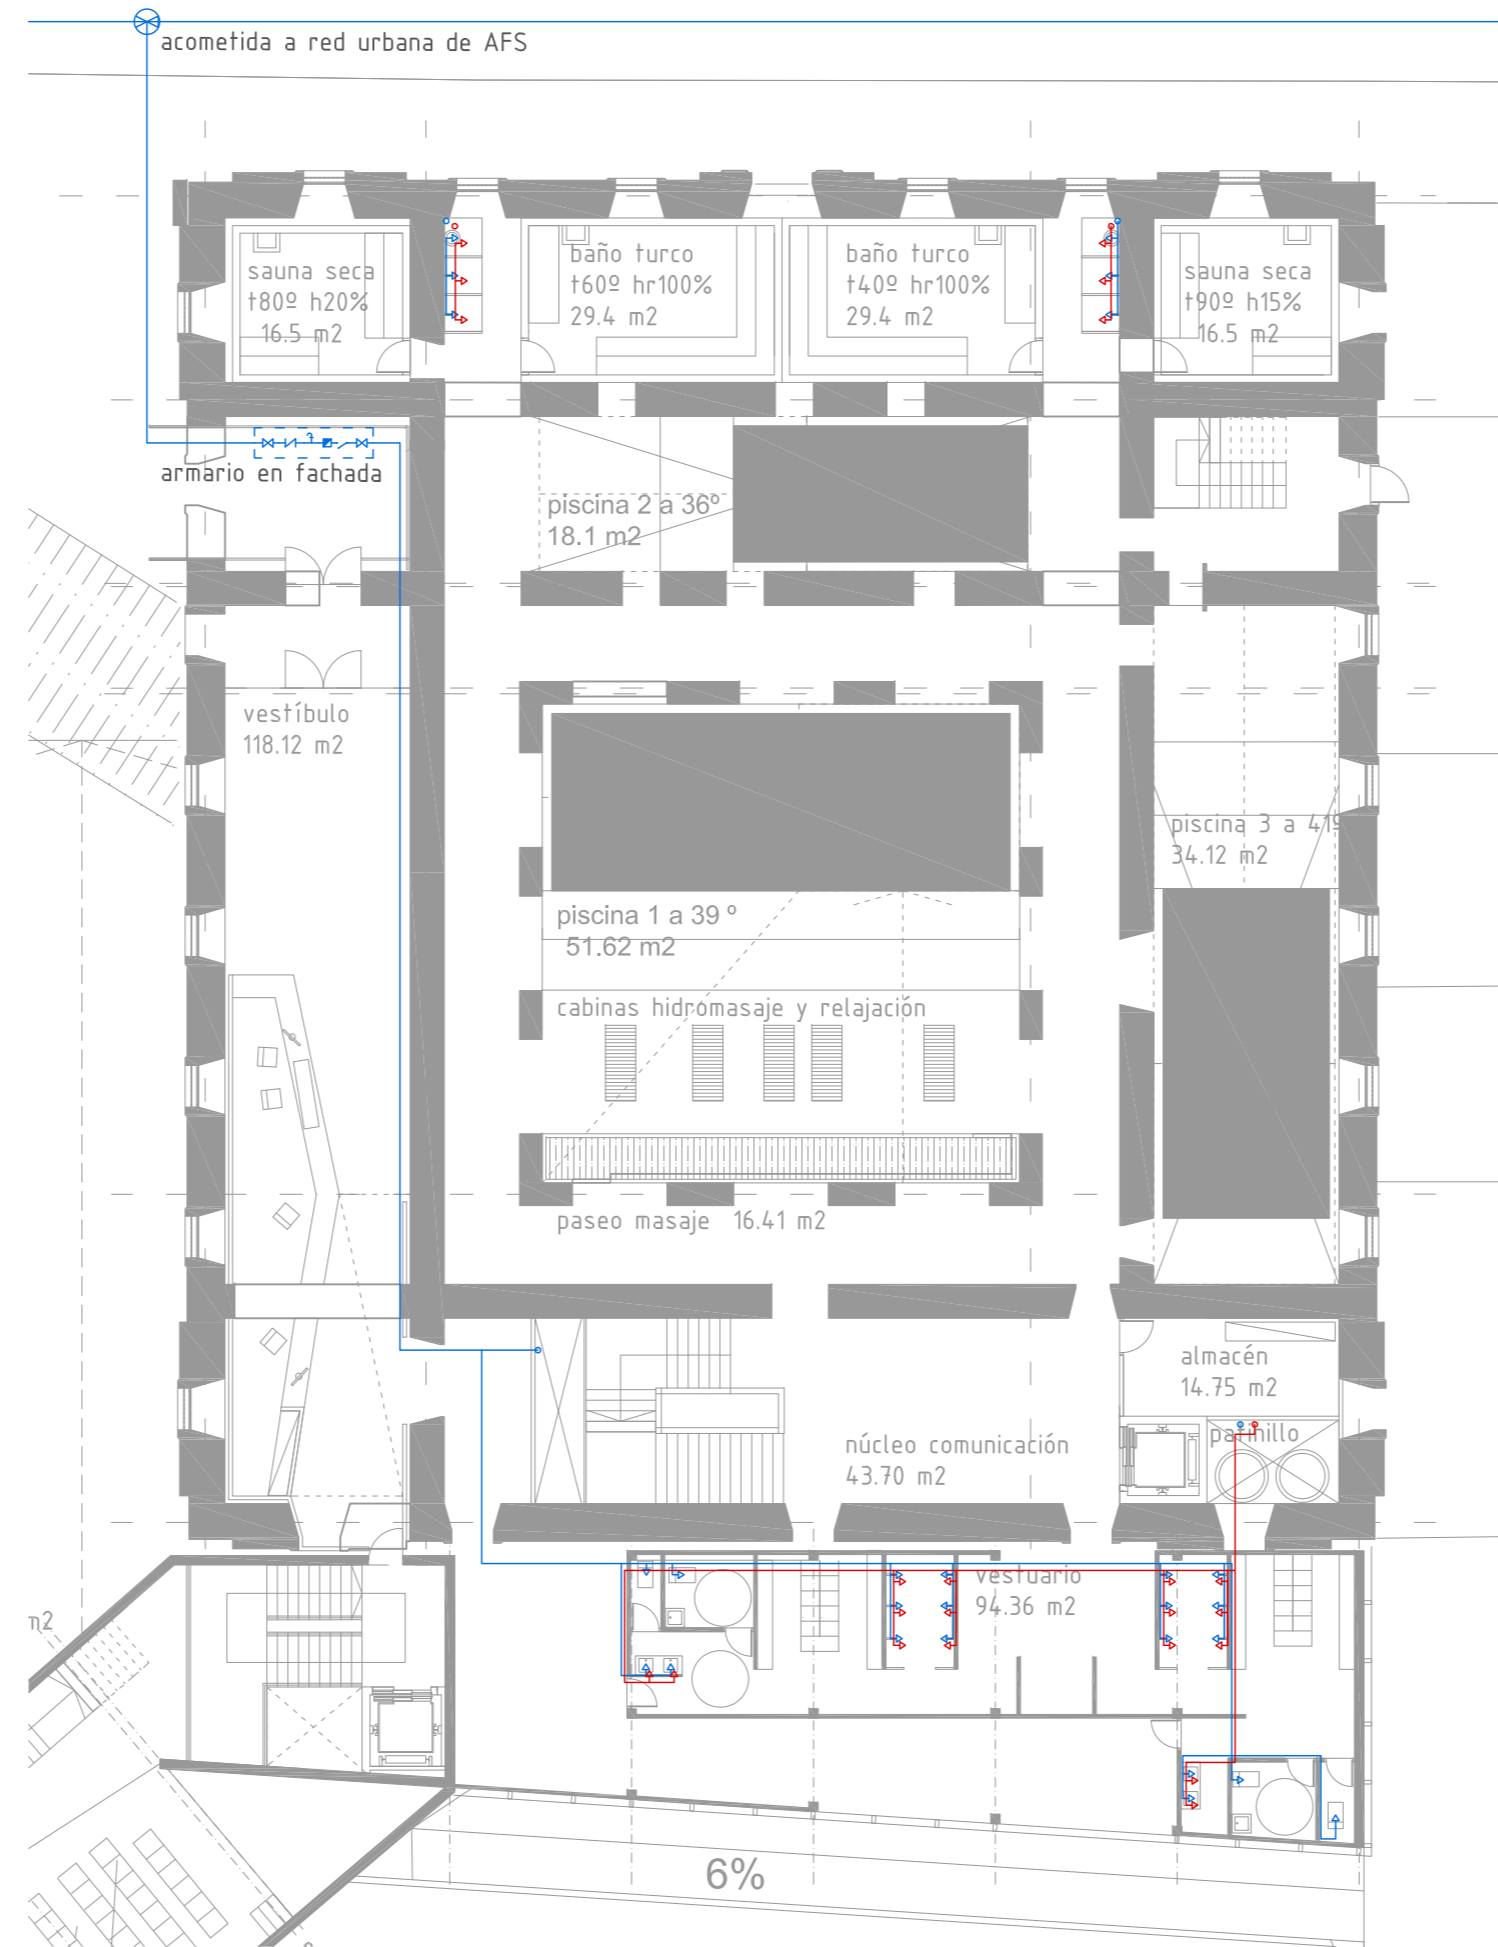 acometida a red urbana de AFS
sauna seca
t80º h20%
16.5 m2
baño turco
t60º hr100%
29.4 m2
baño turco
t40º hr100%
29.4 m2
sauna seca
t90º h15%
16.5 m2
armario en fachada
piscina 2 a 36º
18.1 m2
vestíbulo
118.12 m2
piscina 3 a 41º
34.12 m2
piscina 1 a 39 º
51.62 m2
cabinas hidromasaje y relajación
paseo masaje 16.41 m2
almacén
14.75 m2
patinillo
núcleo comunicación
43.70 m2
vestuario
94.36 m2
m2
6%